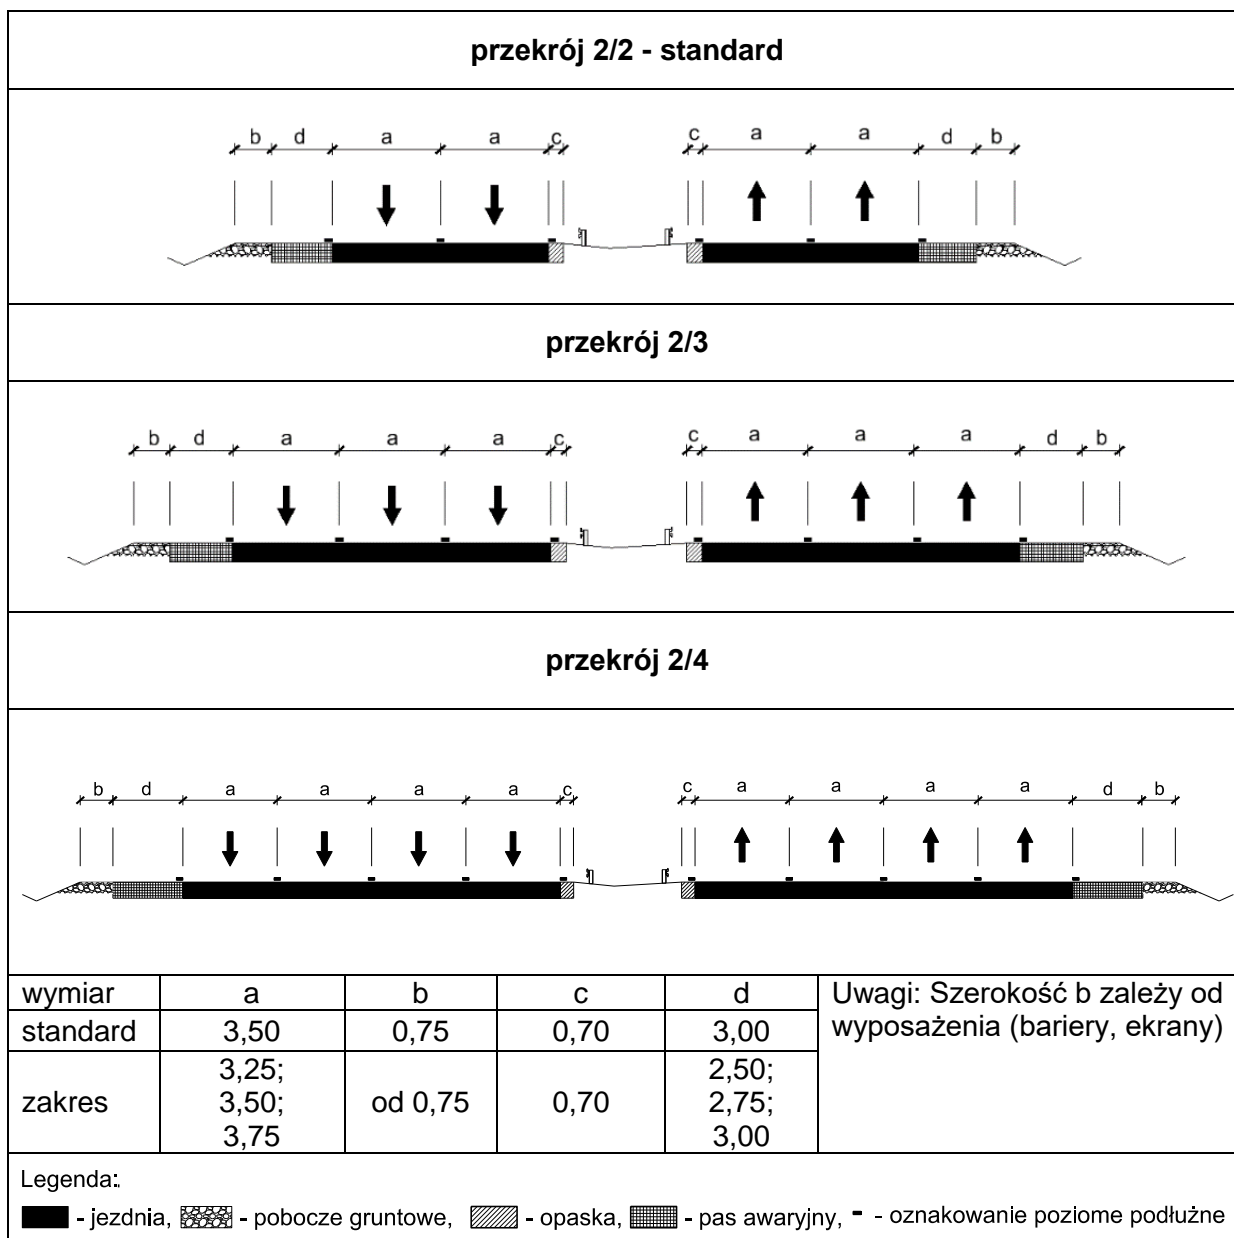 przekrój 2/2 - standard
b d a a c c a a d b
przekrój 2/3
b d a a a c c a a a d b
przekrój 2/4
b d a a a a c c a a a a d b
wymiar a b c d Uwagi: Szerokość b zależy od
standard 3,50 0,75 0,70 3,00 wyposażenia (bariery, ekrany)
zakres 3,25; 3,50; 3,75 od 0,75 0,70 2,50; 2,75; 3,00
Legenda:
- jezdnia, - pobocze gruntowe, - opaska, - pas awaryjny, - oznakowanie poziome podłużne